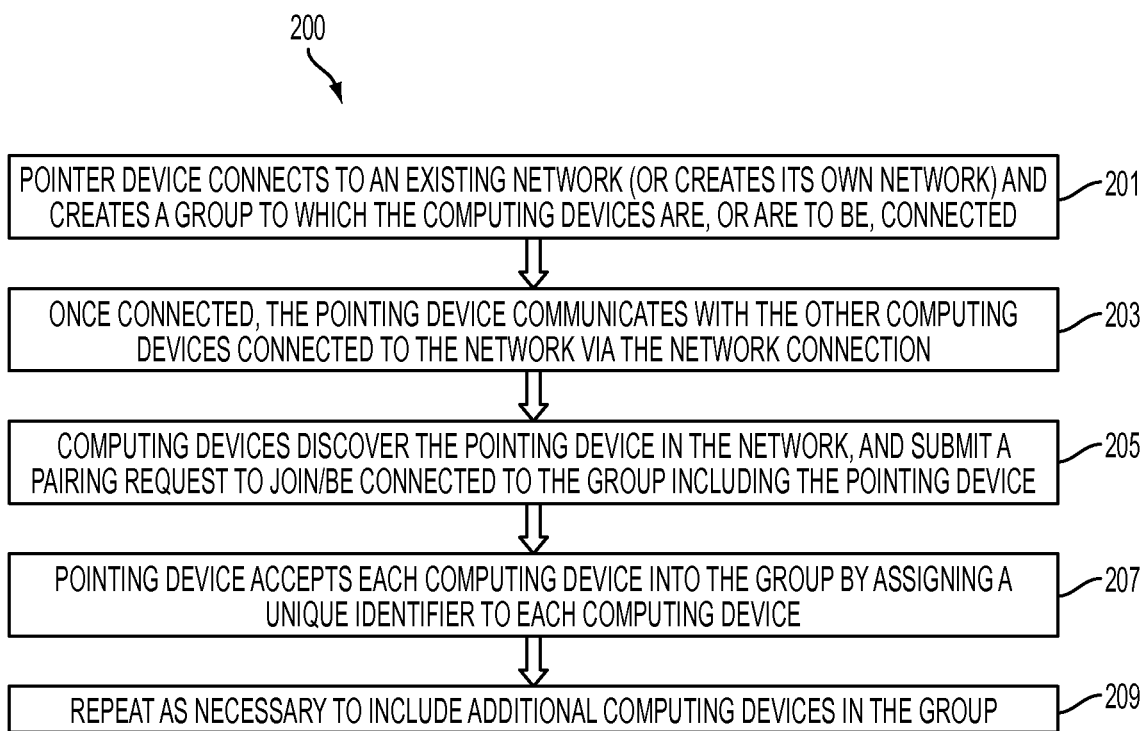 200
POINTER DEVICE CONNECTS TO AN EXISTING NETWORK (OR CREATES ITS OWN NETWORK) AND
CREATES A GROUP TO WHICH THE COMPUTING DEVICES ARE, OR ARE TO BE, CONNECTED
201
ONCE CONNECTED, THE POINTING DEVICE COMMUNICATES WITH THE OTHER COMPUTING
DEVICES CONNECTED TO THE NETWORK VIA THE NETWORK CONNECTION
203
COMPUTING DEVICES DISCOVER THE POINTING DEVICE IN THE NETWORK, AND SUBMIT A
PAIRING REQUEST TO JOIN/BE CONNECTED TO THE GROUP INCLUDING THE POINTING DEVICE
205
POINTING DEVICE ACCEPTS EACH COMPUTING DEVICE INTO THE GROUP BY ASSIGNING A
UNIQUE IDENTIFIER TO EACH COMPUTING DEVICE
207
REPEAT AS NECESSARY TO INCLUDE ADDITIONAL COMPUTING DEVICES IN THE GROUP
209